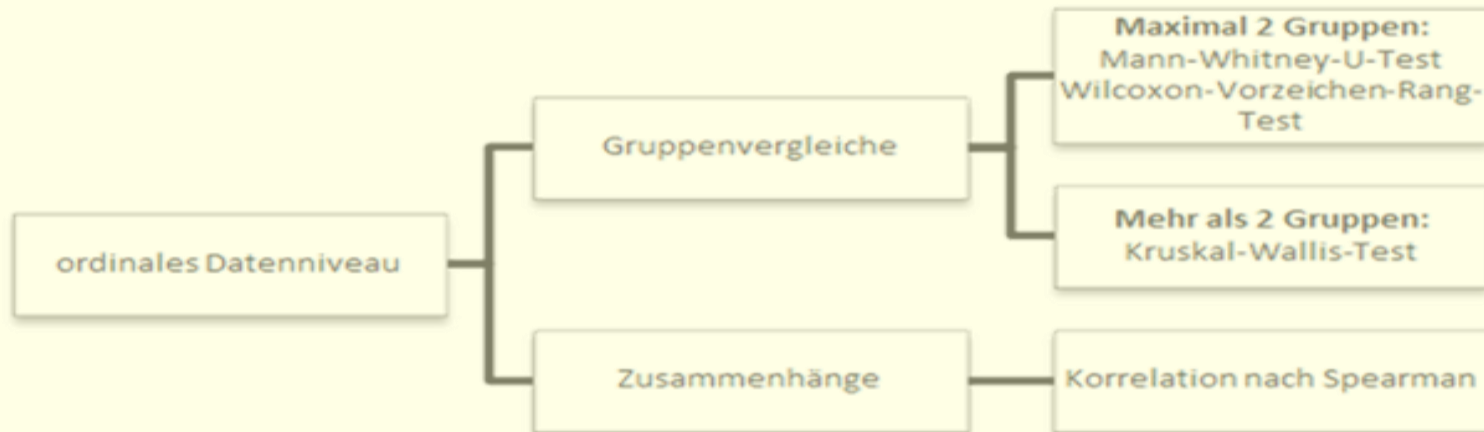 ordinales Datenniveau
Gruppenvergleiche
Maximal 2 Gruppen:
Mann-Whitney-U-Test
Wilcoxon-Vorzeichen-Rang-
Test
Mehr als 2 Gruppen:
Kruskal-Wallis-Test
Zusammenhänge
Korrelation nach Spearman